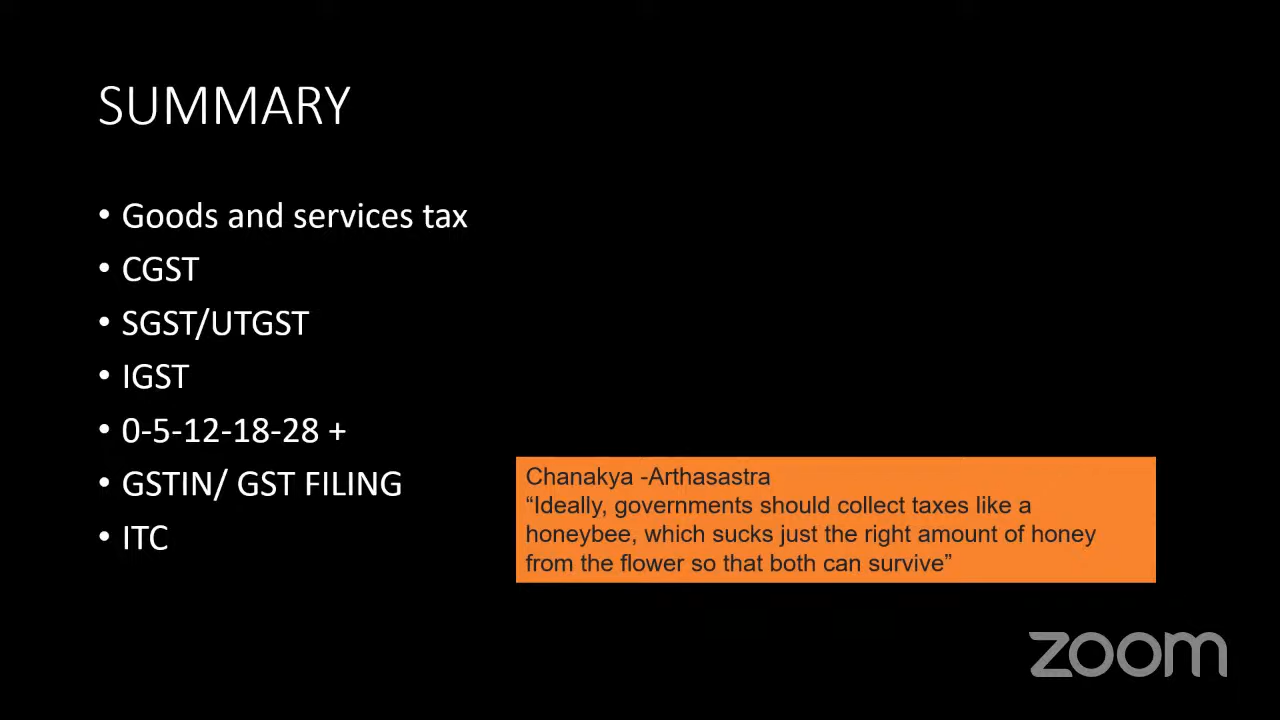 SUMMARY
• Goods and services tax
• CGST
• SGST/UTGST
• IGST
• 0-5-12-18-28 +
• GSTIN/ GST FILING
• ITC
Chanakya -Arthasastra
“Ideally, governments should collect taxes like a
honeybee, which sucks just the right amount of honey
from the flower so that both can survive”
zoom